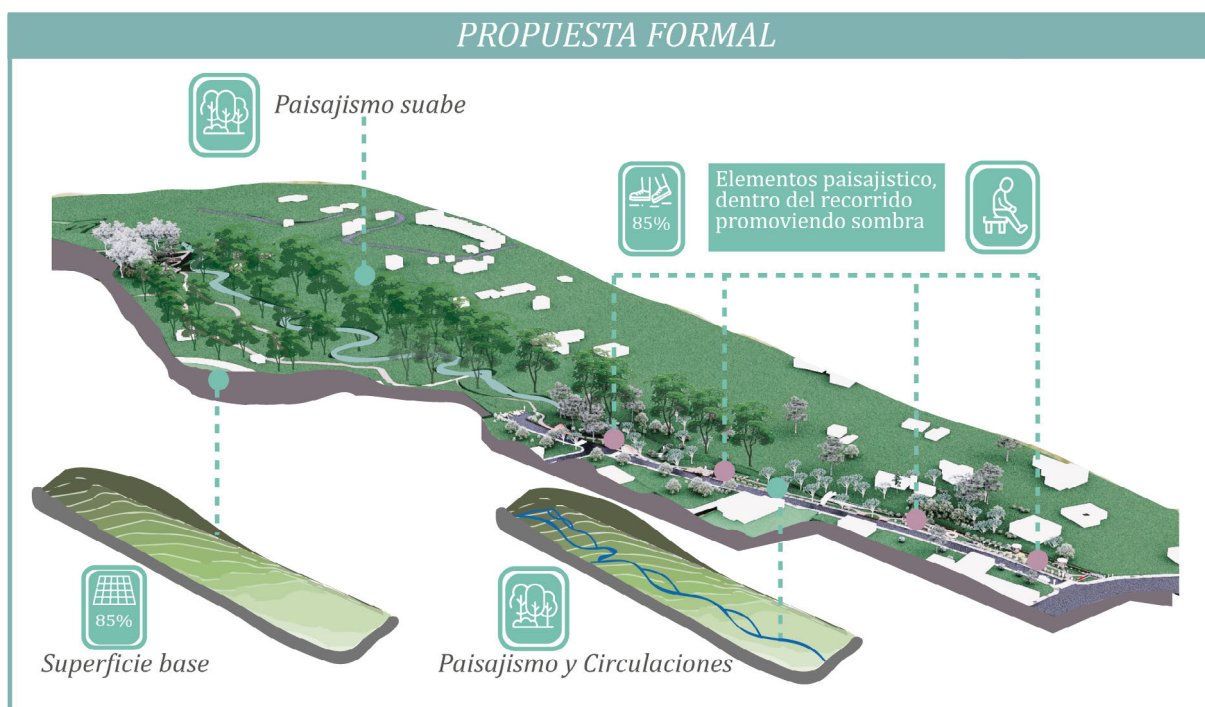 PROPUESTA FORMAL
Paisajismo suabe
85%
Elementos paisajistico,
dentro del recorrido
promoviendo sombra
85%
Superficie base
Paisajismo y Circulaciones